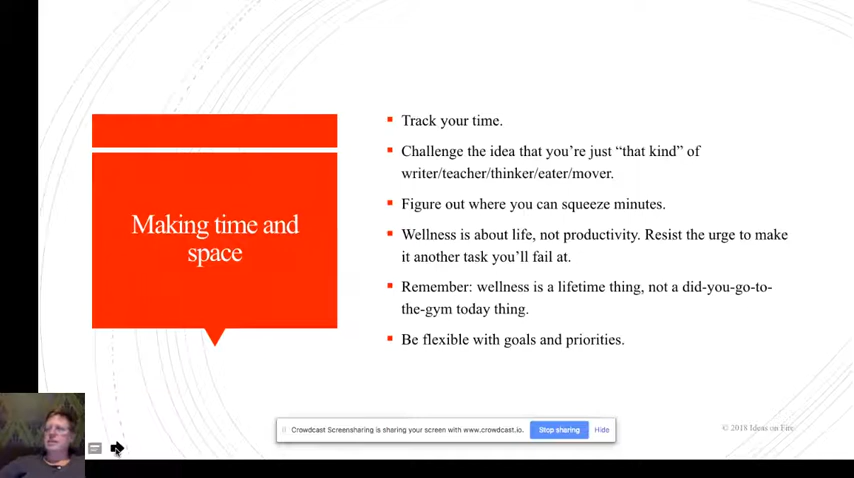 Making time and
space
Track your time.
Challenge the idea that you're just “that kind” of
writer/teacher/thinker/eater/mover.
Figure out where you can squeeze minutes.
Wellness is about life, not productivity. Resist the urge to make
it another task you'll fail at.
Remember: wellness is a lifetime thing, not a did-you-go-to-
the-gym today thing.
Be flexible with goals and priorities.
Crowdcast Screensharing is sharing your screen with www.crowdcast.io.
Stop sharing
Hide
© 2018 Ideas on Fire